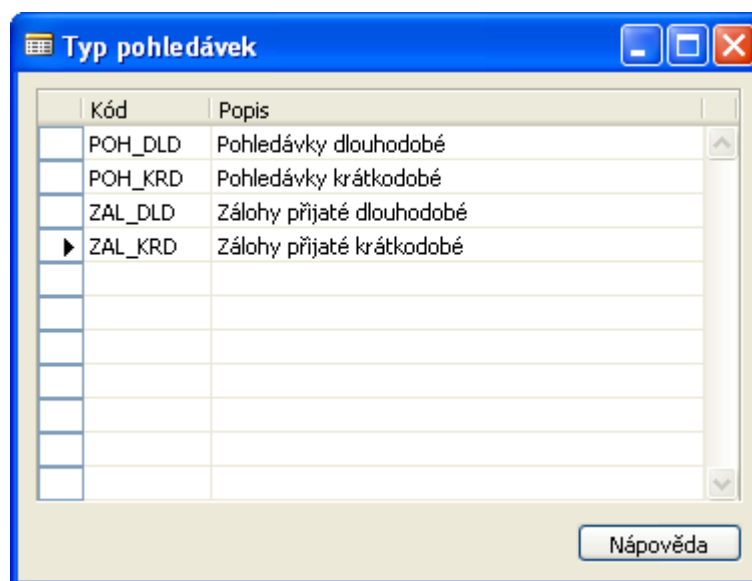 Typ pohledávek
Kód Popis
POH_DLD Pohledávky dlouhodobé
POH_KRD Pohledávky krátkodobé
ZAL_DLD Zálohy přijaté dlouhodobé
ZAL_KRD Zálohy přijaté krátkodobé
Nápověda